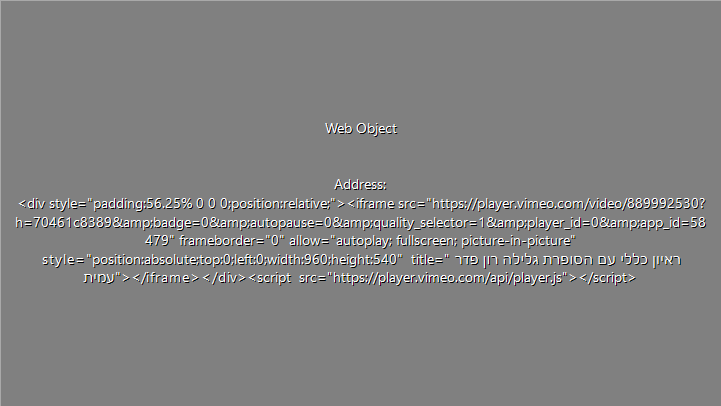 Web Object
Address:
<div style="padding:56.25% 0 0 0;position:relative;"><iframe src="https://player.vimeo.com/video/889992530?
h=70461c8389&amp;badge=0&amp;autopause=0&amp;quality_selector=1&amp;player_id=0&amp;app_id=58
479" frameborder="0" allow="autoplay; fullscreen; picture-in-picture"
style="position:absolute;top:0;left:0;width:960;height:540" title=" ראיון כללי עם הסופרת גלילה רון פדר
עמית"></iframe></div><script src="https://player.vimeo.com/api/player.js"></script>